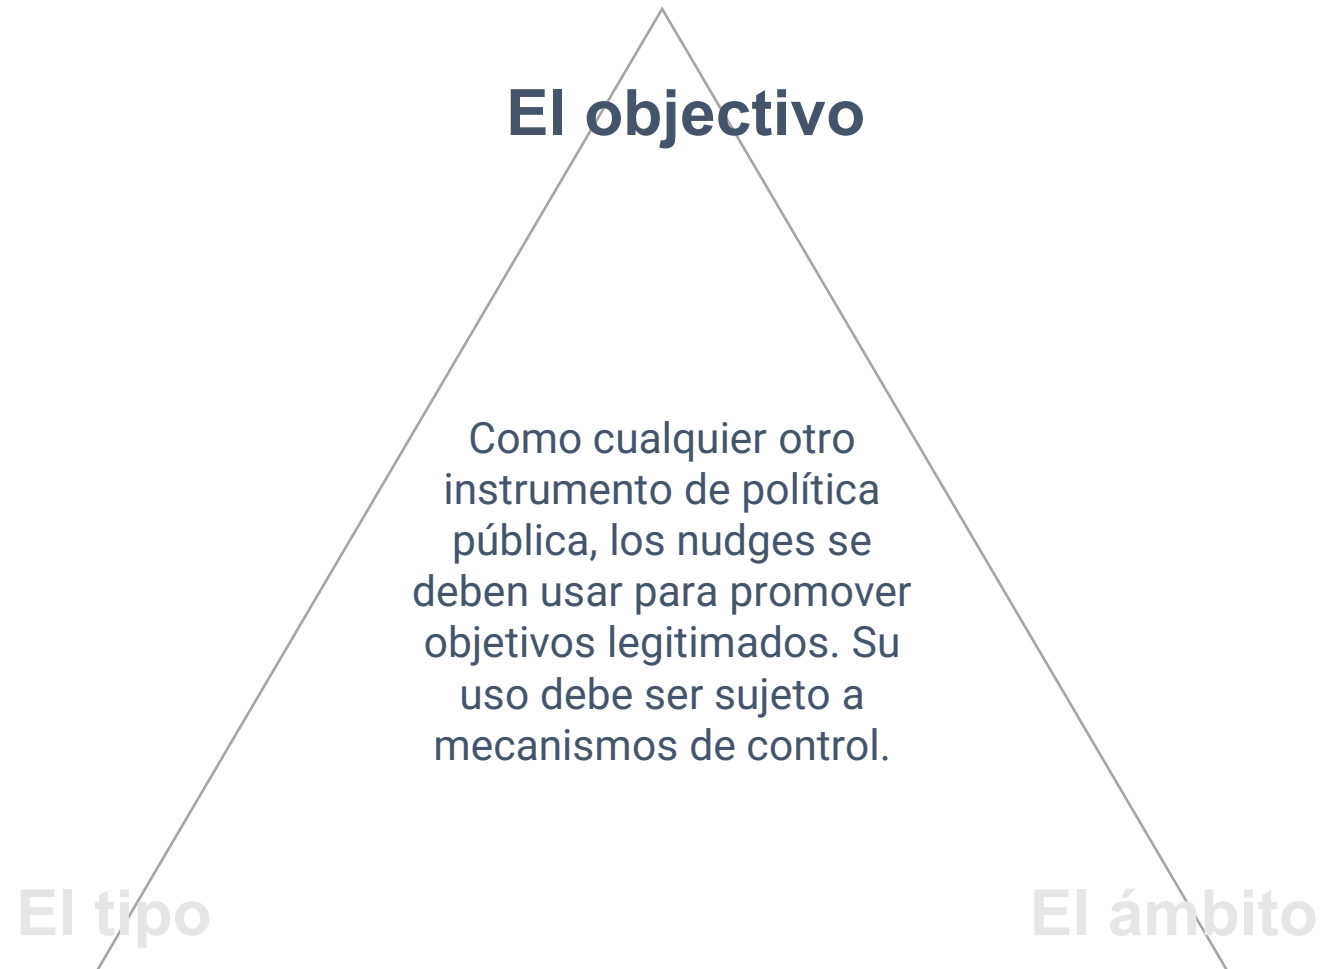 El objectivo
Como cualquier otro
instrumento de política
pública, los nudges se
deben usar para promover
objetivos legitimados. Su
uso debe ser sujeto a
mecanismos de control.
El tipo
El ámbito